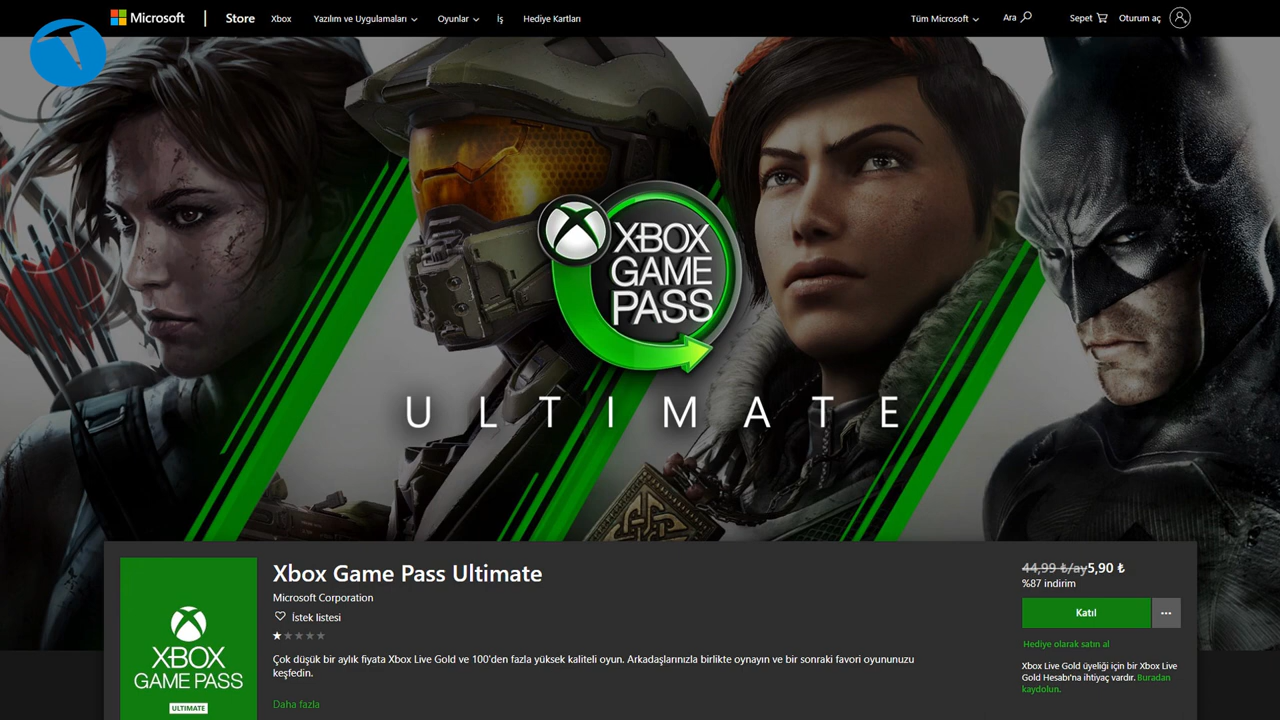 Microsoft
Store
Xbox
Yazılım ve Uygulamaları
Oyunlar
İş
Hediye Kartları
Tüm Microsoft
Ara
Sepet
Oturum aç
XBOX
GAME
PASS
ULTIMATE
Xbox Game Pass Ultimate
Microsoft Corporation
İstek listesi
Çok düşük bir aylık fiyata Xbox Live Gold ve 100'den fazla yüksek kaliteli oyun. Arkadaşlarınızla birlikte oynayın ve bir sonraki favori oyununuzu
keşfedin.
Daha fazla
XBOX
GAME PASS
ULTIMATE
44,99 ₺/ay5,90 ₺
%87 indirim
Katıl
Hediye olarak satın al
Xbox Live Gold üyeliği için bir Xbox Live
Gold Hesabı'na ihtiyaç vardır. Buradan
kaydolun.